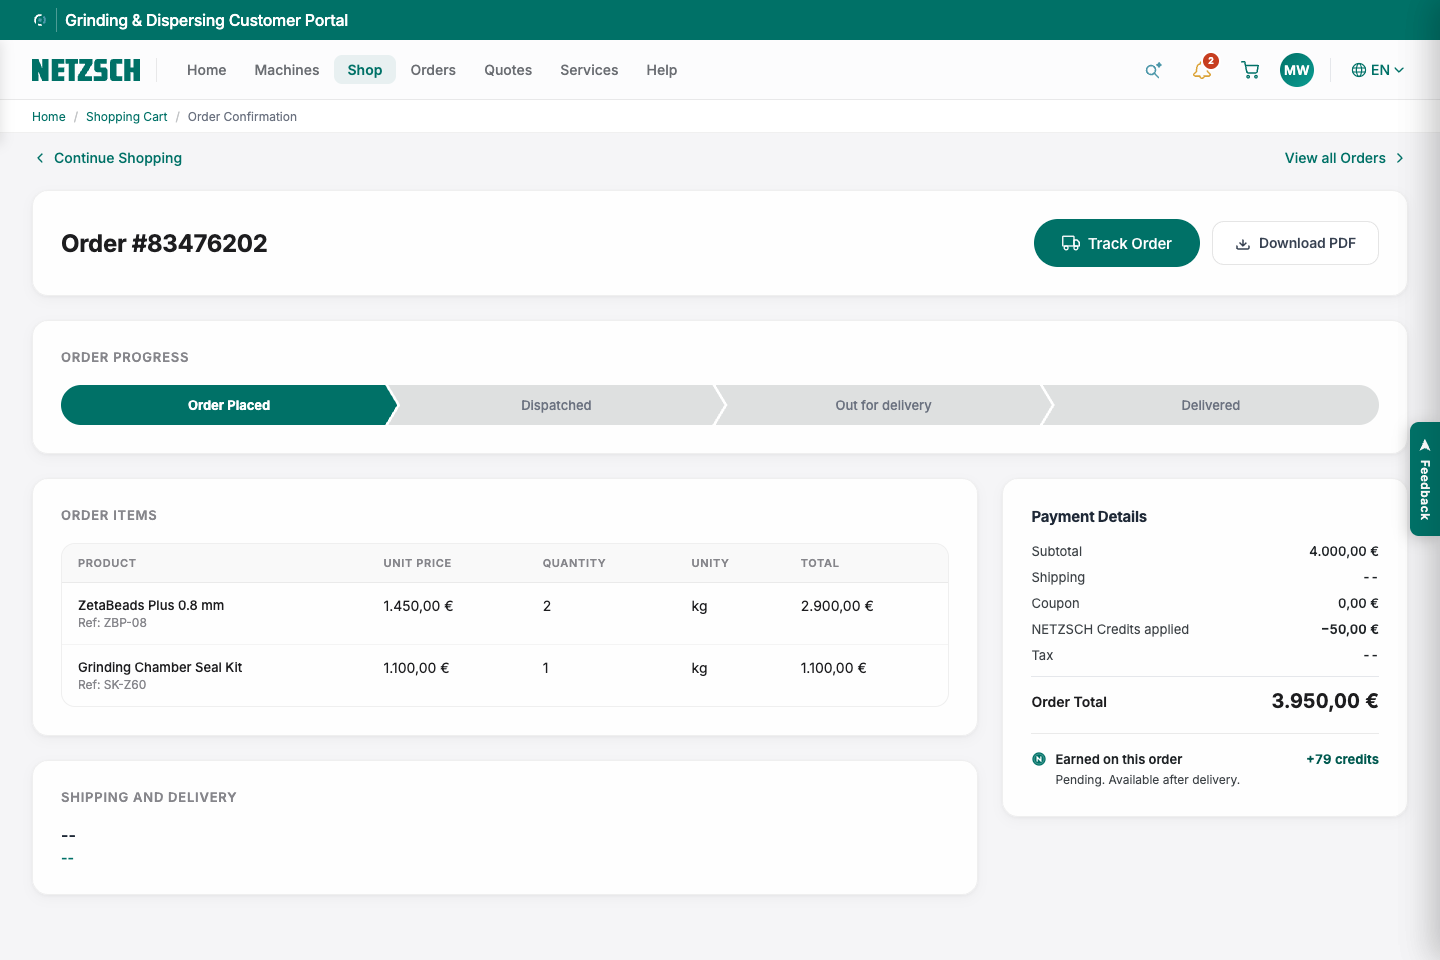 Grinding & Dispersing Customer Portal
NETZSCH
Home
Machines
Shop
Orders
Quotes
Services
Help
2
MW
EN
Home / Shopping Cart / Order Confirmation
Continue Shopping
View all Orders
Order #83476202
Track Order
Download PDF
ORDER PROGRESS
Order Placed
Dispatched
Out for delivery
Delivered
Feedback
ORDER ITEMS
PRODUCT UNIT PRICE QUANTITY UNITY TOTAL
ZetaBeads Plus 0.8 mm 1.450,00 € 2 kg 2.900,00 €
Ref: ZBP-08
Grinding Chamber Seal Kit 1.100,00 € 1 kg 1.100,00 €
Ref: SK-Z60
SHIPPING AND DELIVERY
--
--
Payment Details
Subtotal 4.000,00 €
Shipping --
Coupon 0,00 €
NETZSCH Credits applied −50,00 €
Tax --
Order Total 3.950,00 €
N Earned on this order +79 credits
Pending. Available after delivery.